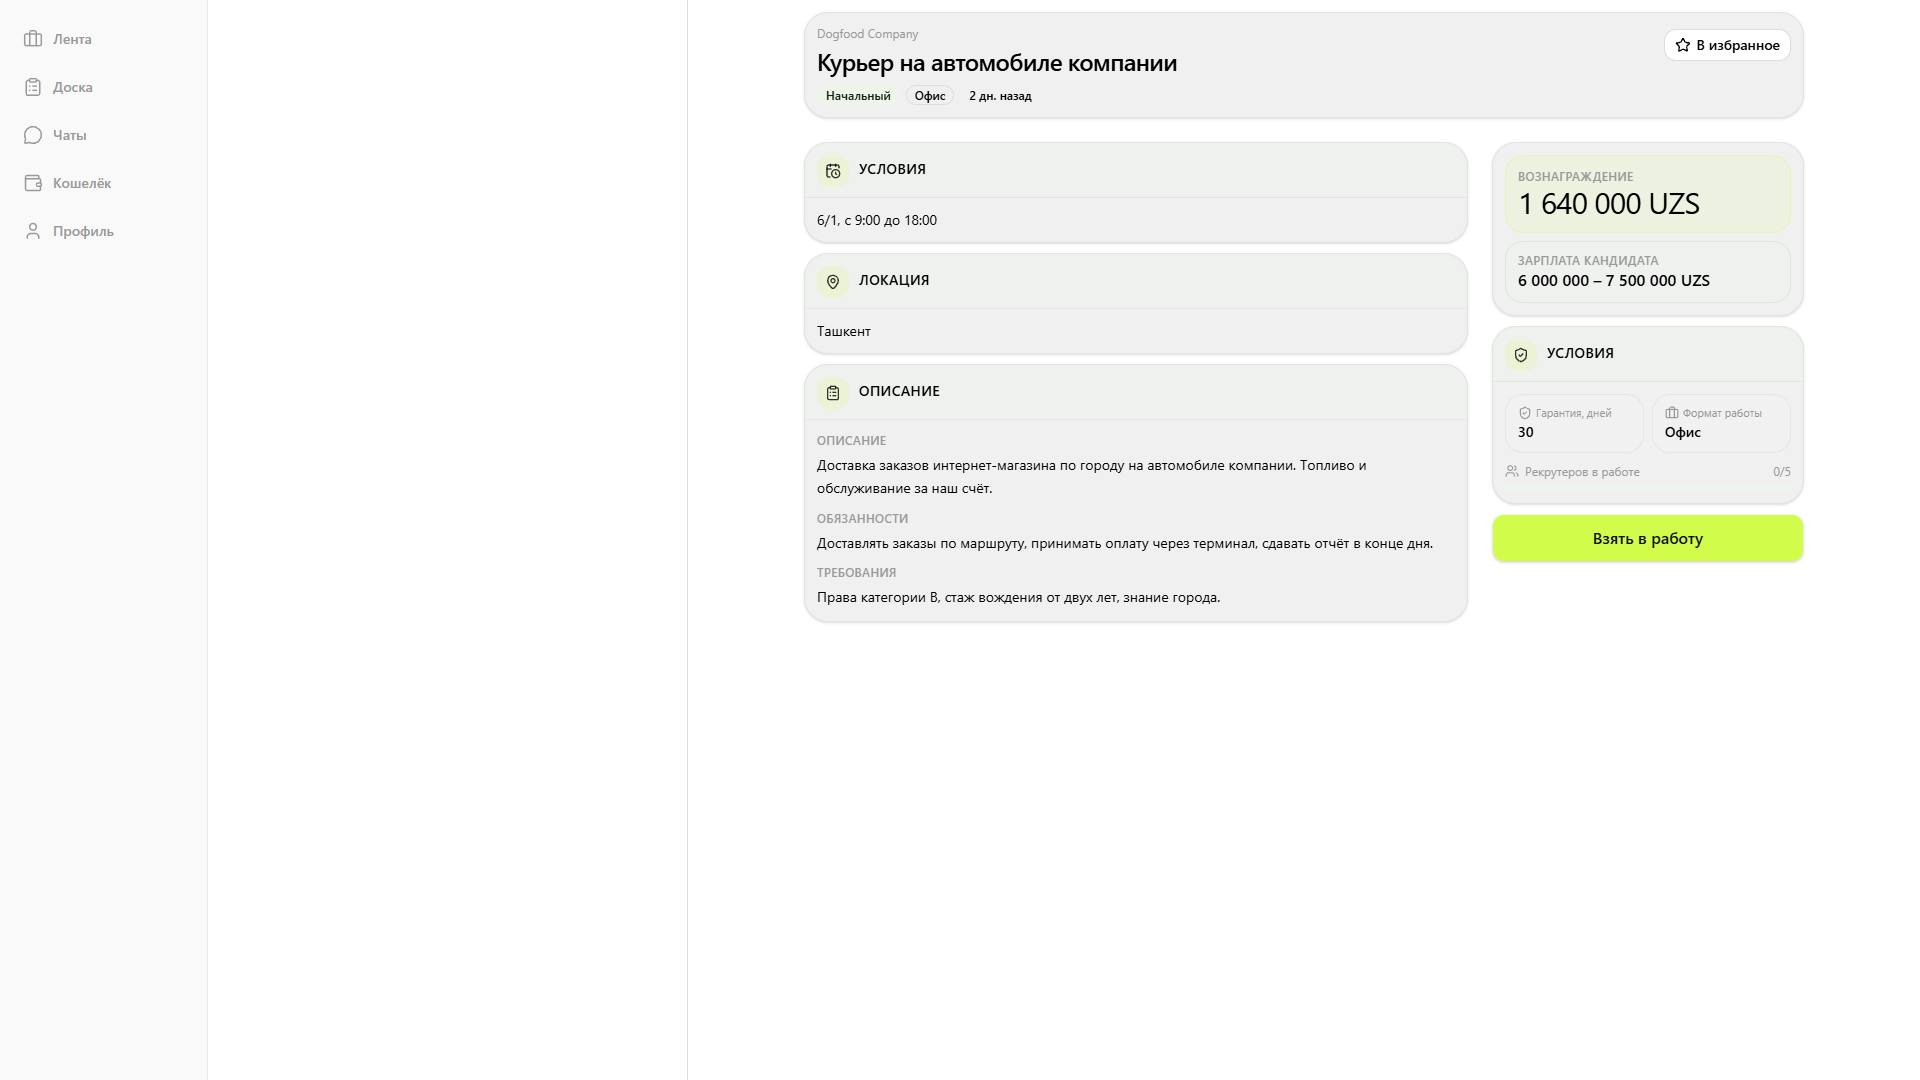 Лента
Доска
Чаты
Кошелёк
Профиль
Dogfood Company
Курьер на автомобиле компании
Начальный
Офис
2 дн. назад
В избранное
УСЛОВИЯ
6/1, с 9:00 до 18:00
ЛОКАЦИЯ
Ташкент
ОПИСАНИЕ
ОПИСАНИЕ
Доставка заказов интернет-магазина по городу на автомобиле компании. Топливо и
обслуживание за наш счёт.
ОБЯЗАННОСТИ
Доставлять заказы по маршруту, принимать оплату через терминал, сдавать отчёт в конце дня.
ТРЕБОВАНИЯ
Права категории B, стаж вождения от двух лет, знание города.
ВОЗНАГРАЖДЕНИЕ
1 640 000 UZS
ЗАРПЛАТА КАНДИДАТА
6 000 000 – 7 500 000 UZS
УСЛОВИЯ
Гарантия, дней
30
Формат работы
Офис
Рекрутеров в работе
0/5
Взять в работу